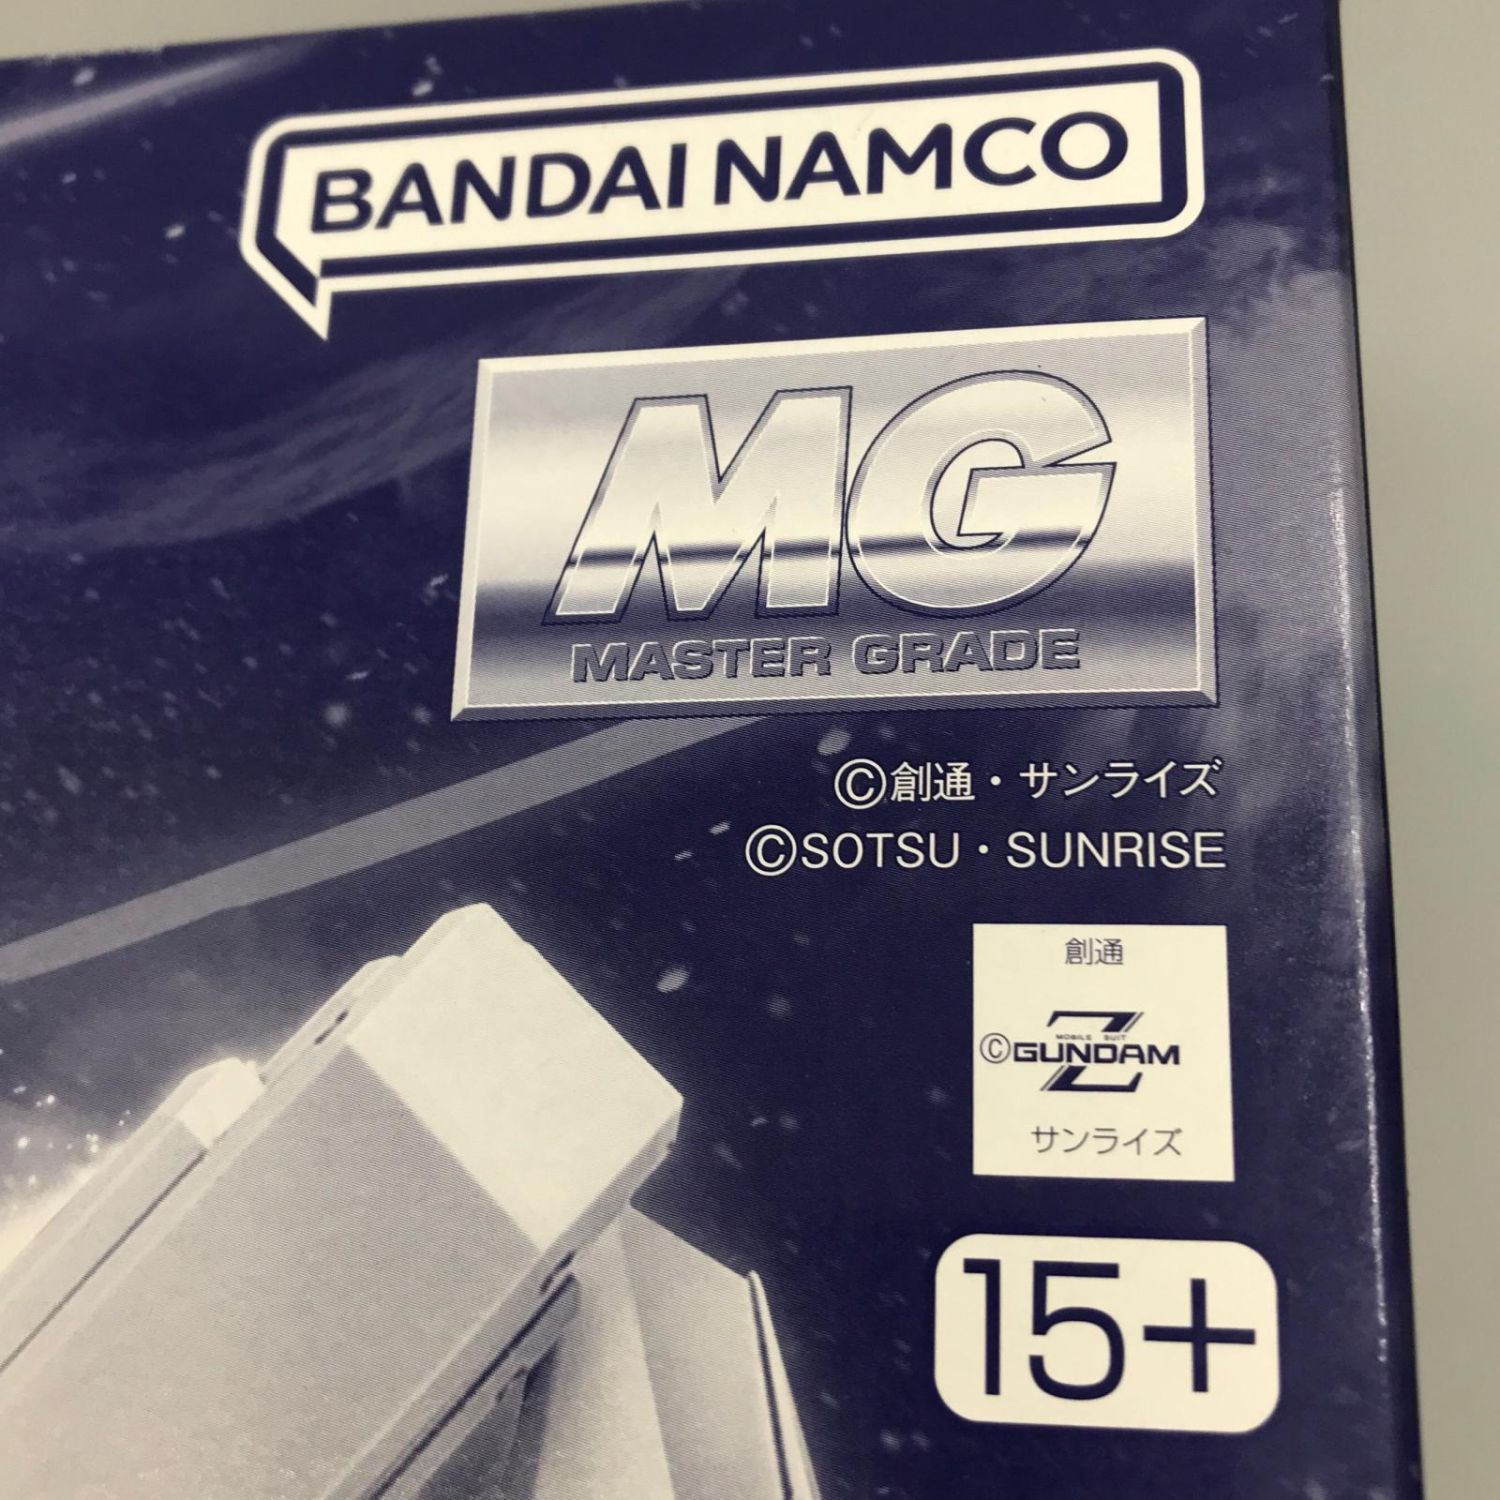 BANDAI NAMCO
MG
MASTER GRADE
©創通・サンライズ
©SOTSU・SUNRISE
創通
MOBILE SUIT
Z
©GUNDAM
サンライズ
15+